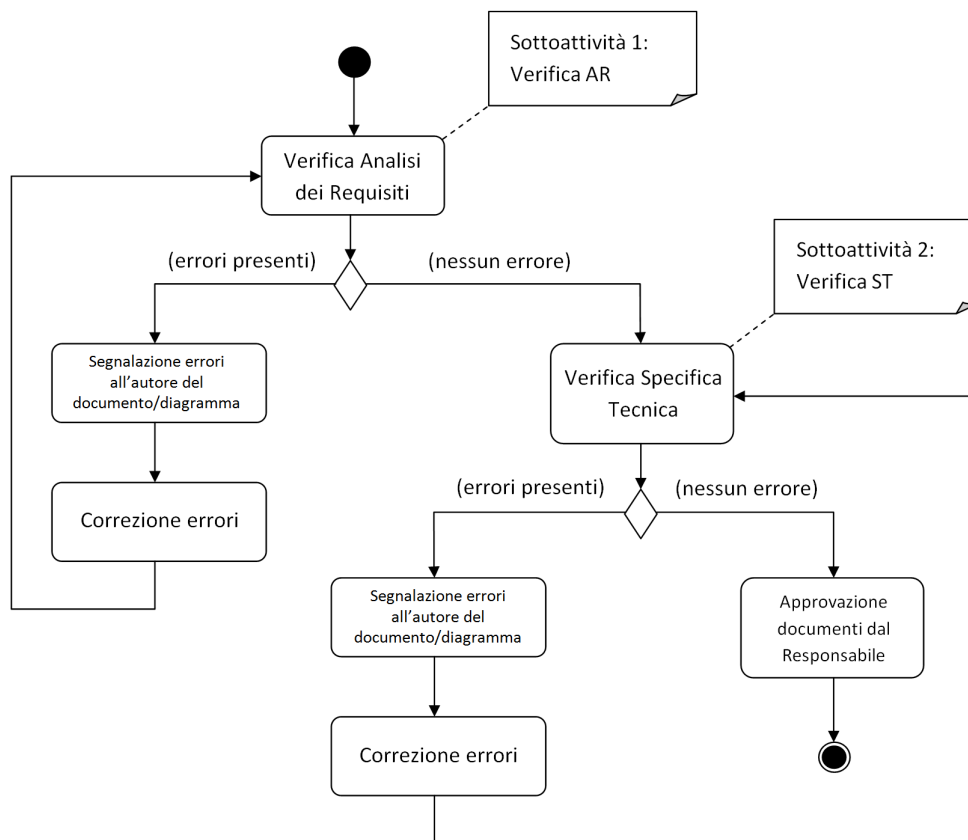 Sottoattività 1:
Verifica AR
Verifica Analisi
dei Requisiti
Sottoattività 2:
Verifica ST
(errori presenti)
(nessun errore)
Segnalazione errori
all’autore del
documento/diagramma
Verifica Specifica
Tecnica
Correzione errori
(errori presenti)
(nessun errore)
Segnalazione errori
all’autore del
documento/diagramma
Approvazione
documenti dal
Responsabile
Correzione errori